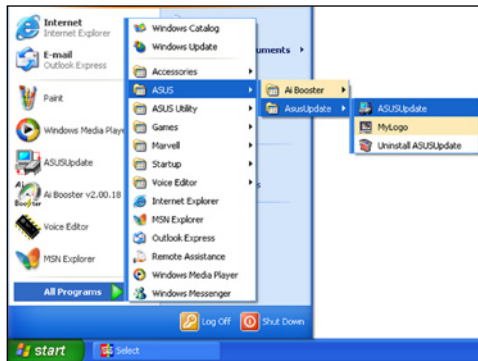 Internet
Internet Explorer
E-mail
Outlook Express
Paint
Windows Media Play
ASUSUpdate
Ai Booster v2.00.18
Voice Editor
MSN Explorer
All Programs
Windows Catalog
Windows Update
Accessories
ASUS
ASUS Utility
Games
Marvell
Startup
Voice Editor
Internet Explorer
MSN Explorer
Outlook Express
Remote Assistance
Windows Media Player
Windows Messenger
uments
s
Ai Booster
AsusUpdate
ASUSUpdate
MyLogo
Uninstall ASUSUpdate
Log Off
Shut Down
start
Select